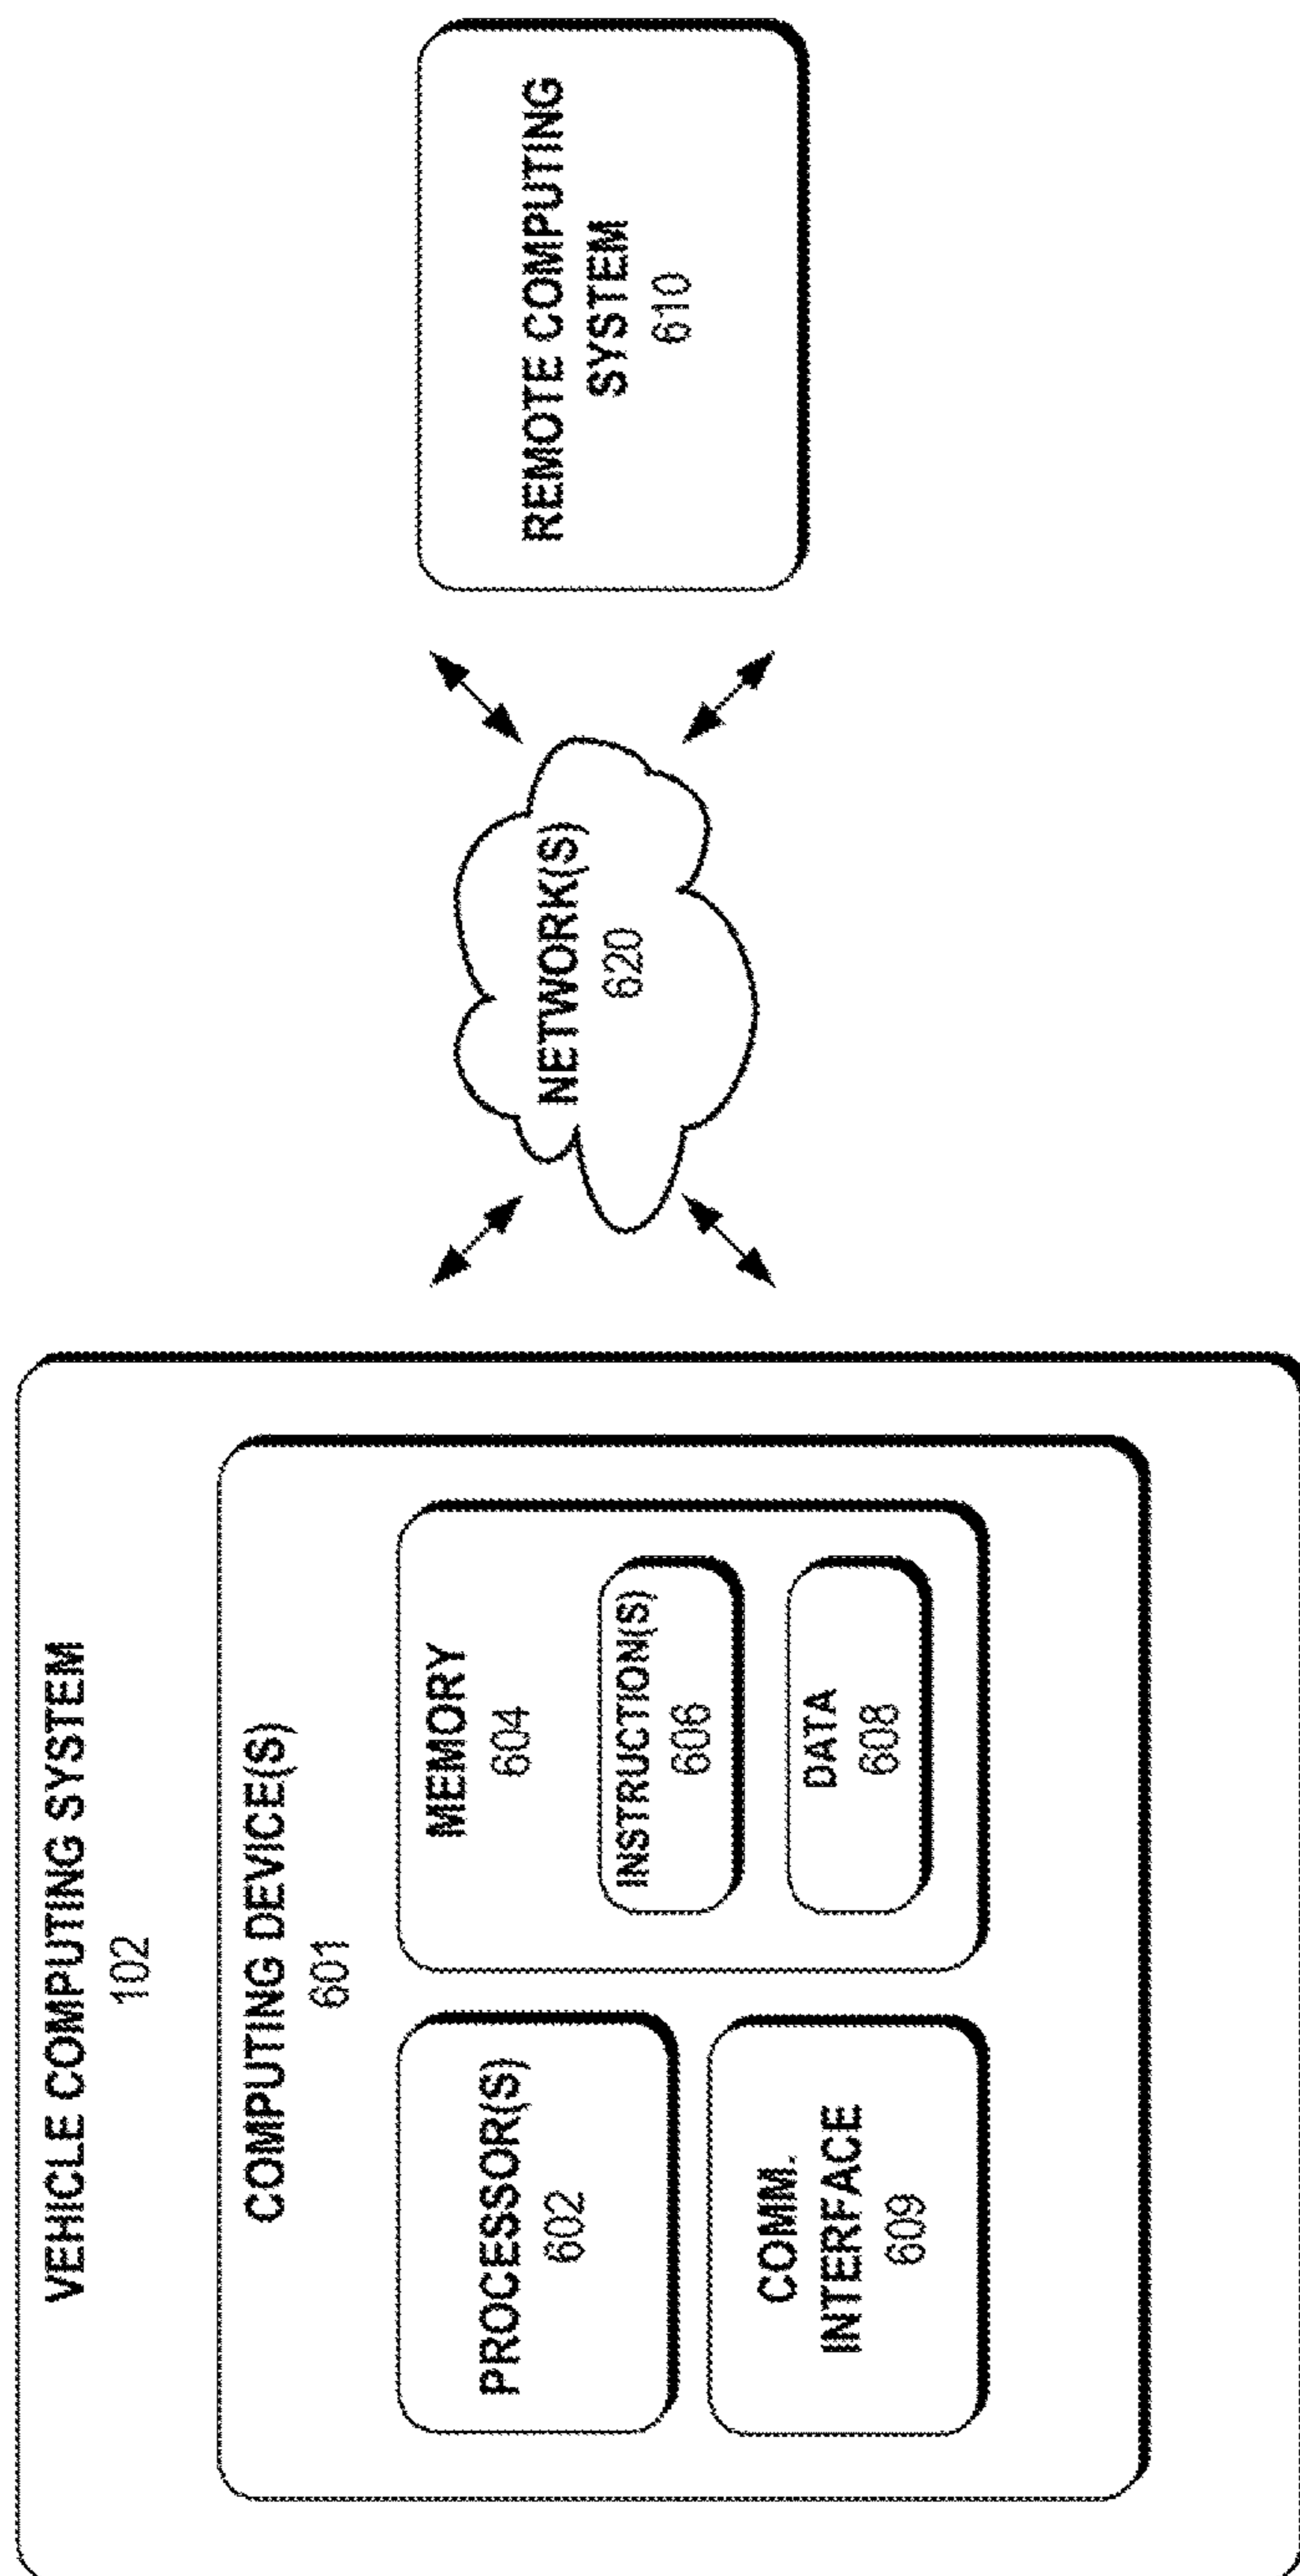 VEHICLE COMPUTING SYSTEM
102
COMPUTING DEVICE(S)
601
PROCESSOR(S)
602
COMM.
INTERFACE
609
MEMORY
604
INSTRUCTION(S)
606
DATA
608
NETWORK(S)
620
REMOTE COMPUTING
SYSTEM
610